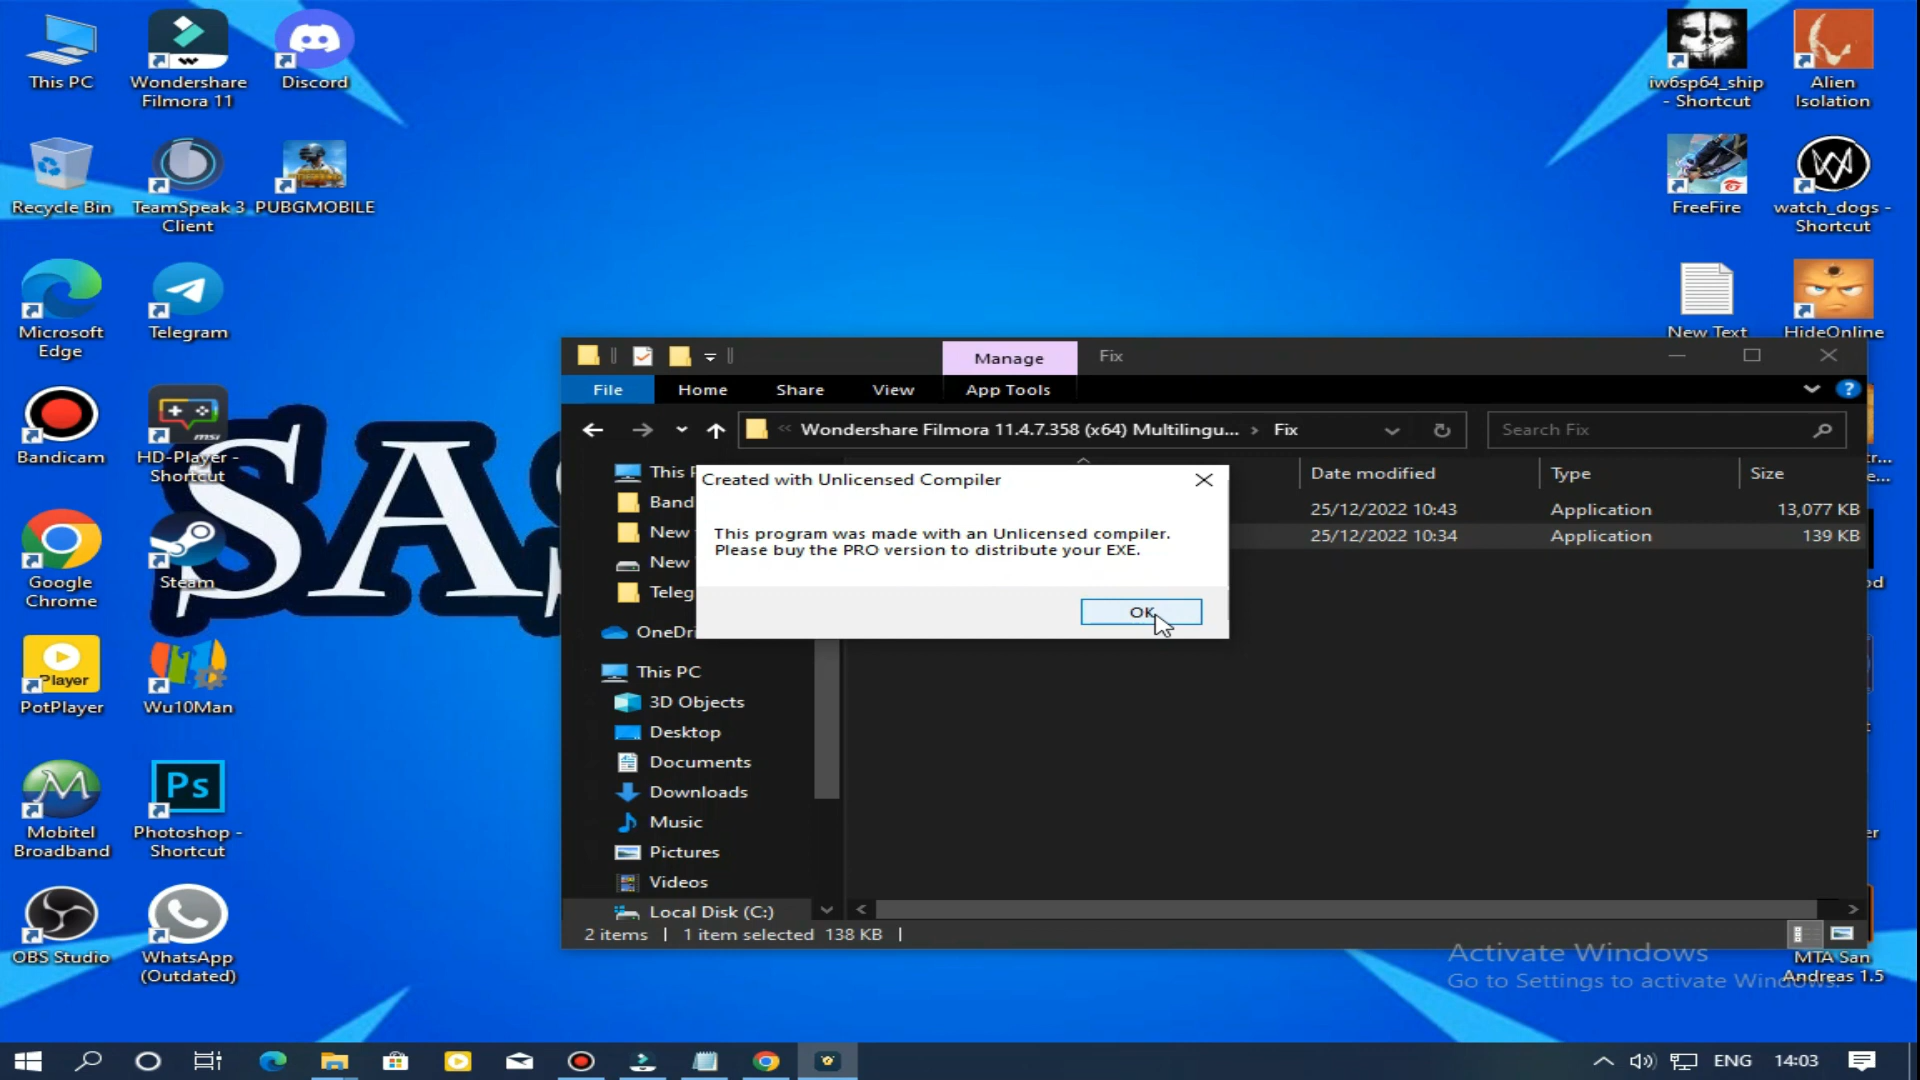 This PC
Wondershare
Filmora 11
Discord
Recycle Bin
TeamSpeak 3
Client
PUBGMOBILE
Microsoft
Edge
Telegram
Bandicam
HD-Player -
Shortcut
msi
Google
Chrome
Steam
Player
PotPlayer
Wu10Man
Mobitel
Broadband
Ps
Photoshop -
Shortcut
OBS Studio
WhatsApp
(Outdated)
SAS
iw6sp64_ship
- Shortcut
Alien
Isolation
FreeFire
watch_dogs -
Shortcut
New Text
HideOnline
MTA San
Andreas 1.5
Manage
Fix
File
Home
Share
View
App Tools
Wondershare Filmora 11.4.7.358 (x64) Multilingu... > Fix
Search Fix
Date modified
Type
Size
25/12/2022 10:43
Application
13,077 KB
25/12/2022 10:34
Application
139 KB
This P
Band
New
New
Teleg
OneDri
This PC
3D Objects
Desktop
Documents
Downloads
Music
Pictures
Videos
Local Disk (C:)
2 items
1 item selected 138 KB
Created with Unlicensed Compiler
This program was made with an Unlicensed compiler.
Please buy the PRO version to distribute your EXE.
OK
Activate Windows
Go to Settings to activate Windows.
ENG
14:03